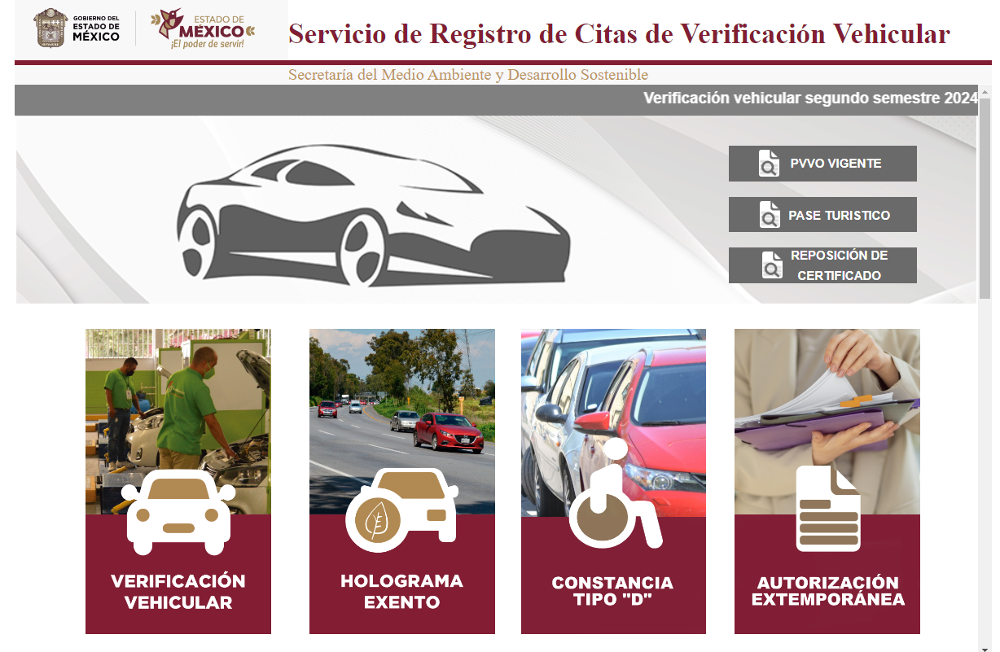 GOBIERNO DEL
ESTADO DE
MÉXICO
ESTADO DE
MÉXICO
¡El poder de servir!
Servicio de Registro de Citas de Verificación Vehicular
Secretaría del Medio Ambiente y Desarrollo Sostenible
Verificación vehicular segundo semestre 2024
PVVO VIGENTE
PASE TURISTICO
REPOSICIÓN DE
CERTIFICADO
VERIFICACIÓN
VEHICULAR
HOLOGRAMA
EXENTO
CONSTANCIA
TIPO "D"
AUTORIZACIÓN
EXTEMPORÁNEA